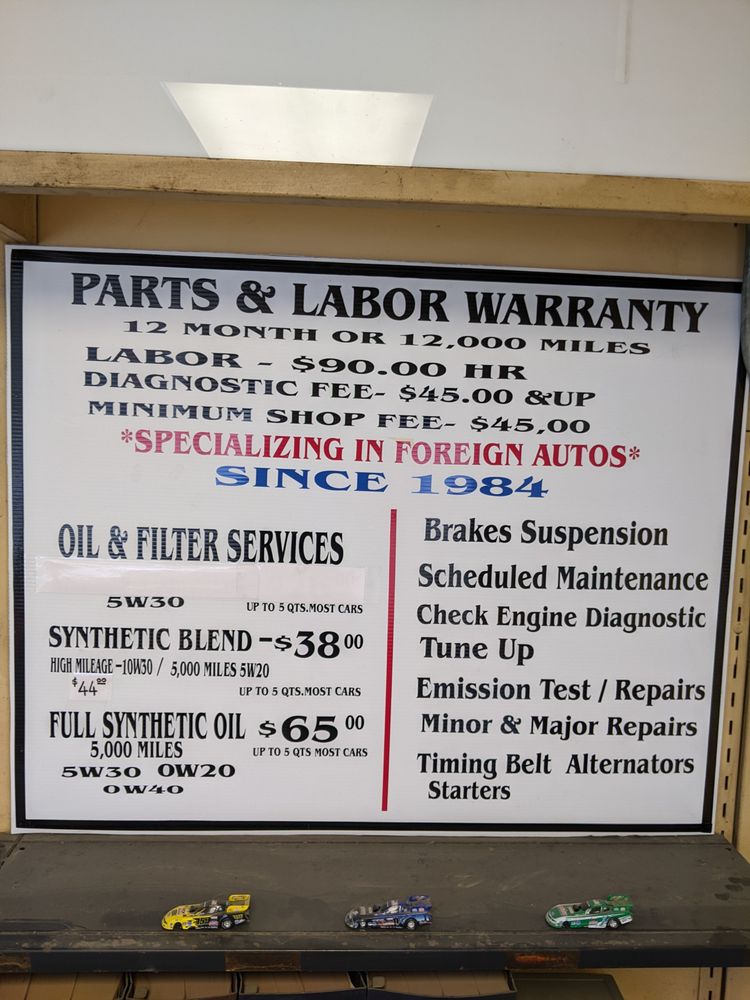 PARTS & LABOR WARRANTY
12 MONTH OR 12,000 MILES
LABOR - $90.00 HR
DIAGNOSTIC FEE- $45.00 &UP
MINIMUM SHOP FEE- $45,00
*SPECIALIZING IN FOREIGN AUTOS*
SINCE 1984
OIL & FILTER SERVICES
5W30 UP TO 5 QTS.MOST CARS
SYNTHETIC BLEND -$38 00
HIGH MILEAGE -10W30 / 5,000 MILES 5W20
$44 00
UP TO 5 QTS.MOST CARS
FULL SYNTHETIC OIL $65 00
5,000 MILES UP TO 5 QTS MOST CARS
5W30 0W20
0W40
Brakes Suspension
Scheduled Maintenance
Check Engine Diagnostic
Tune Up
Emission Test / Repairs
Minor & Major Repairs
Timing Belt Alternators
Starters